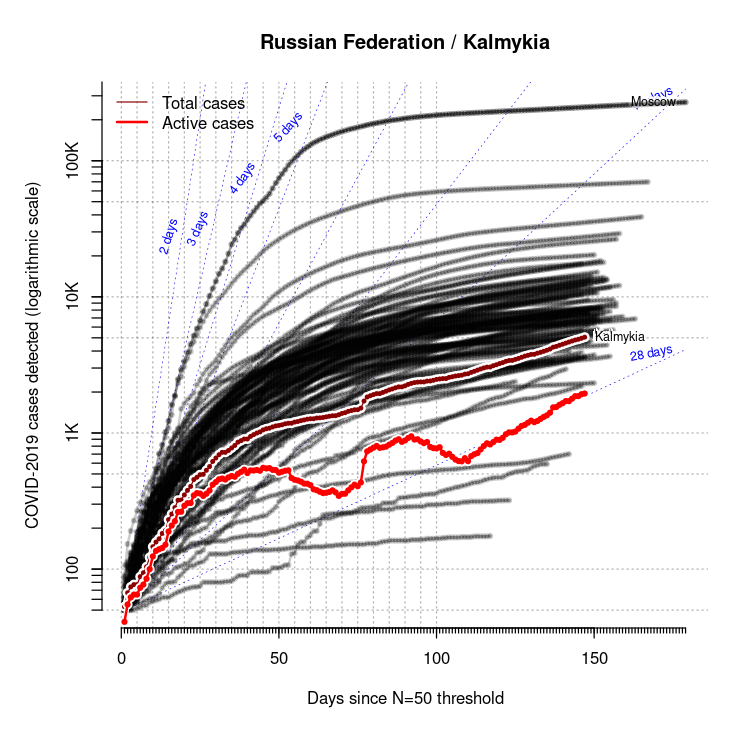 Russian Federation / Kalmykia
Total cases
Active cases
2 days
3 days
4 days
5 days
days
Moscow
Kalmykia
28 days
COVID-2019 cases detected (logarithmic scale)
100K
10K
1K
100
0
50
100
150
Days since N=50 threshold